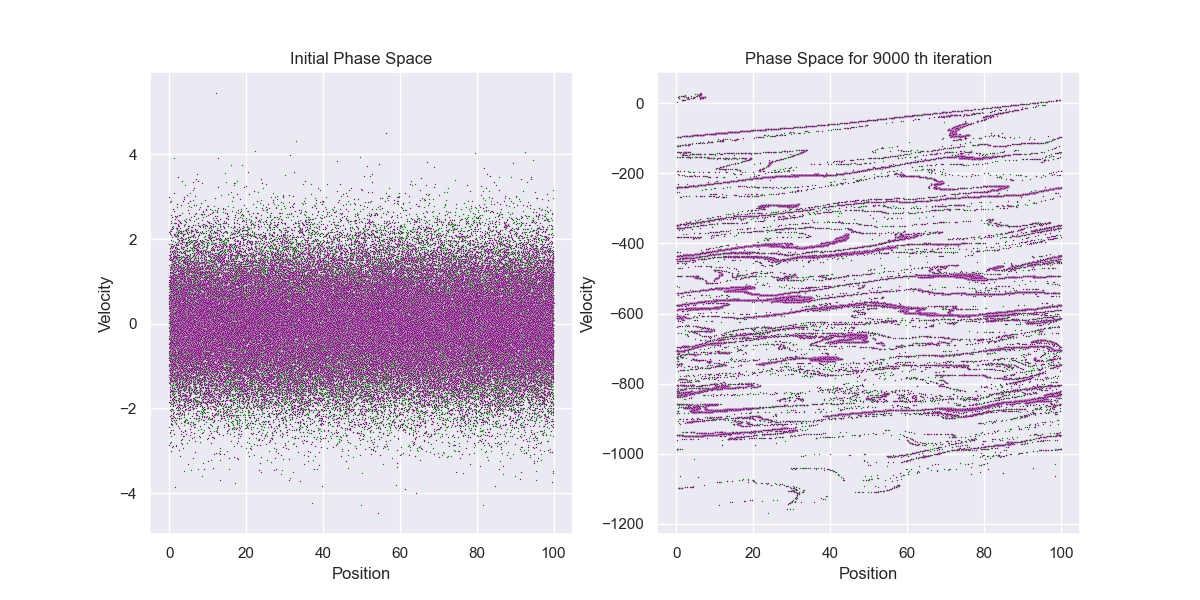 Initial Phase Space
Velocity
4
2
0
−2
−4
0 20 40 60 80 100
Position
Phase Space for 9000 th iteration
Velocity
0
−200
−400
−600
−800
−1000
−1200
0 20 40 60 80 100
Position